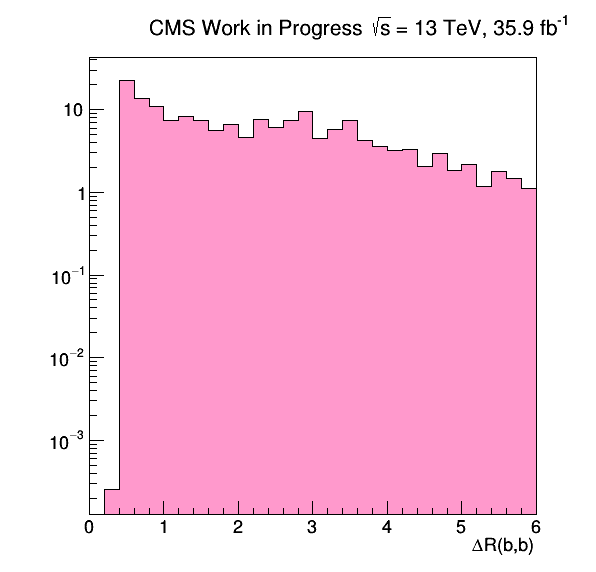 CMS Work in Progress √s = 13 TeV, 35.9 fb⁻¹
10
1
10⁻¹
10⁻²
10⁻³
0 1 2 3 4 5 6
ΔR(b,b)